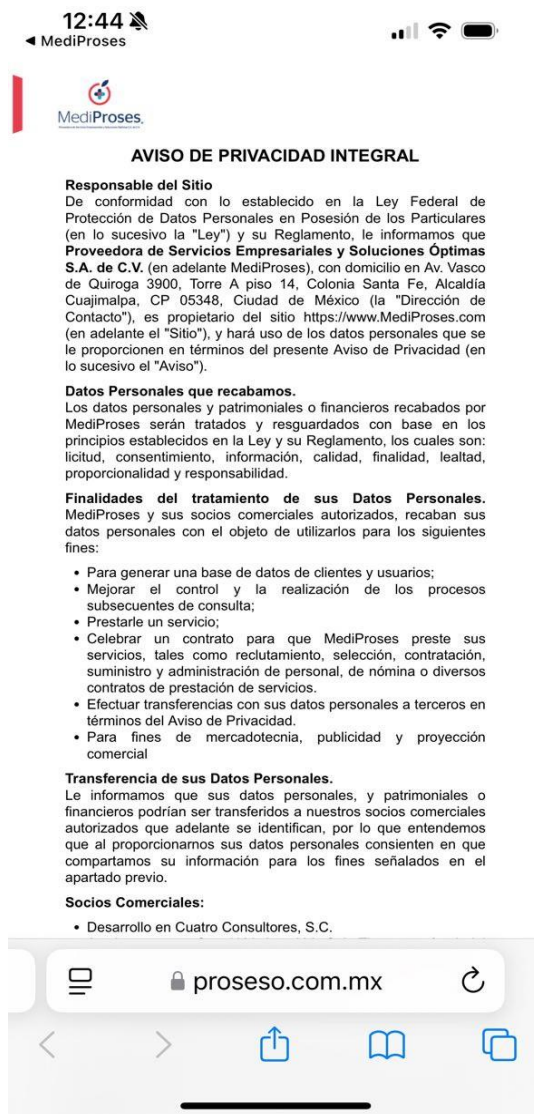 12:44
◄ MediProses
MediProses.
AVISO DE PRIVACIDAD INTEGRAL
Responsable del Sitio
De conformidad con lo establecido en la Ley Federal de
Protección de Datos Personales en Posesión de los Particulares
(en lo sucesivo la "Ley") y su Reglamento, le informamos que
Proveedora de Servicios Empresariales y Soluciones Óptimas
S.A. de C.V. (en adelante MediProses), con domicilio en Av. Vasco
de Quiroga 3900, Torre A piso 14, Colonia Santa Fe, Alcaldía
Cuajimalpa, CP 05348, Ciudad de México (la "Dirección de
Contacto"), es propietario del sitio https://www.MediProses.com
(en adelante el "Sitio"), y hará uso de los datos personales que se
le proporcionen en términos del presente Aviso de Privacidad (en
lo sucesivo el "Aviso").
Datos Personales que recabamos.
Los datos personales y patrimoniales o financieros recabados por
MediProses serán tratados y resguardados con base en los
principios establecidos en la Ley y su Reglamento, los cuales son:
licitud, consentimiento, información, calidad, finalidad, lealtad,
proporcionalidad y responsabilidad.
Finalidades del tratamiento de sus Datos Personales.
MediProses y sus socios comerciales autorizados, recaban sus
datos personales con el objeto de utilizarlos para los siguientes
fines:
• Para generar una base de datos de clientes y usuarios;
• Mejorar el control y la realización de los procesos
subsecuentes de consulta;
• Prestarle un servicio;
• Celebrar un contrato para que MediProses preste sus
servicios, tales como reclutamiento, selección, contratación,
suministro y administración de personal, de nómina o diversos
contratos de prestación de servicios.
• Efectuar transferencias con sus datos personales a terceros en
términos del Aviso de Privacidad.
• Para fines de mercadotecnia, publicidad y proyección
comercial
Transferencia de sus Datos Personales.
Le informamos que sus datos personales, y patrimoniales o
financieros podrían ser transferidos a nuestros socios comerciales
autorizados que adelante se identifican, por lo que entendemos
que al proporcionarnos sus datos personales consienten en que
compartamos su información para los fines señalados en el
apartado previo.
Socios Comerciales:
• Desarrollo en Cuatro Consultores, S.C.
proseso.com.mx